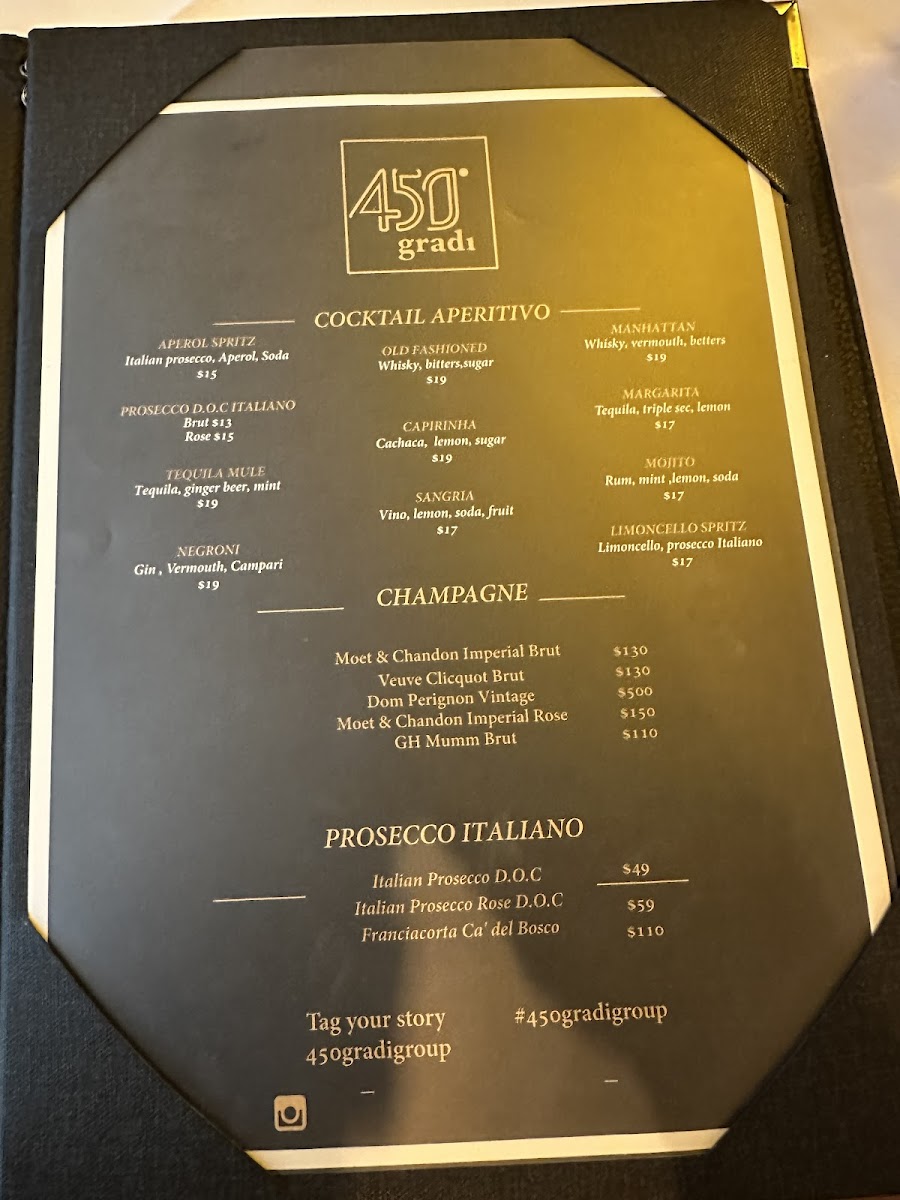 450°
gradi
COCKTAIL APERITIVO
APEROL SPRITZ
Italian prosecco, Aperol, Soda
$15
PROSECCO D.O.C ITALIANO
Brut $13
Rose $15
TEQUILA MULE
Tequila, ginger beer, mint
$19
NEGRONI
Gin , Vermouth, Campari
$19
OLD FASHIONED
Whisky, bitters,sugar
$19
CAPIRINHA
Cachaca, lemon, sugar
$19
SANGRIA
Vino, lemon, soda, fruit
$17
MANHATTAN
Whisky, vermouth, betters
$19
MARGARITA
Tequila, triple sec, lemon
$17
MOJITO
Rum, mint ,lemon, soda
$17
LIMONCELLO SPRITZ
Limoncello, prosecco Italiano
$17
CHAMPAGNE
Moet & Chandon Imperial Brut $130
Veuve Clicquot Brut $130
Dom Perignon Vintage $500
Moet & Chandon Imperial Rose $150
GH Mumm Brut $110
PROSECCO ITALIANO
Italian Prosecco D.O.C $49
Italian Prosecco Rose D.O.C $59
Franciacorta Ca' del Bosco $110
Tag your story #450gradigroup
450gradigroup